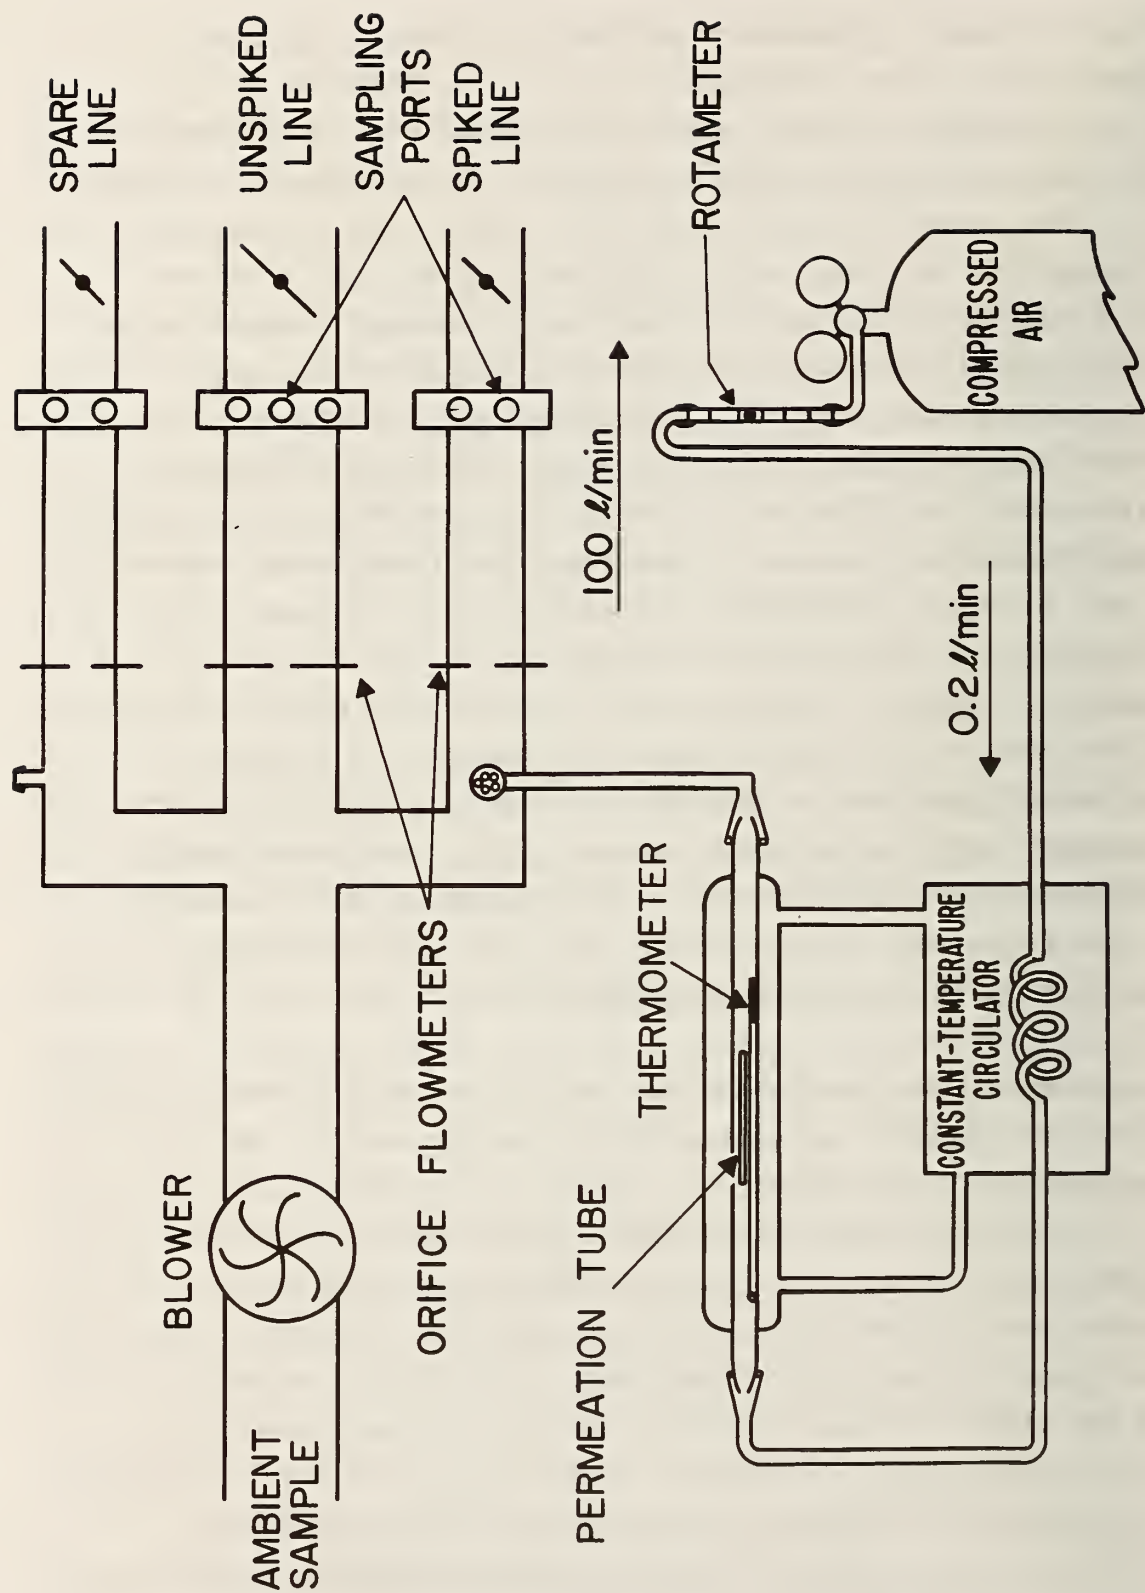 SPARE
LINE
UNSPIKED
LINE
SAMPLING
PORTS
SPIKED
LINE
BLOWER
AMBIENT
SAMPLE
ORIFICE FLOWMETERS
100 ℓ/min
ROTAMETER
THERMOMETER
PERMEATION TUBE
0.2 ℓ/min
CONSTANT-TEMPERATURE
CIRCULATOR
COMPRESSED
AIR